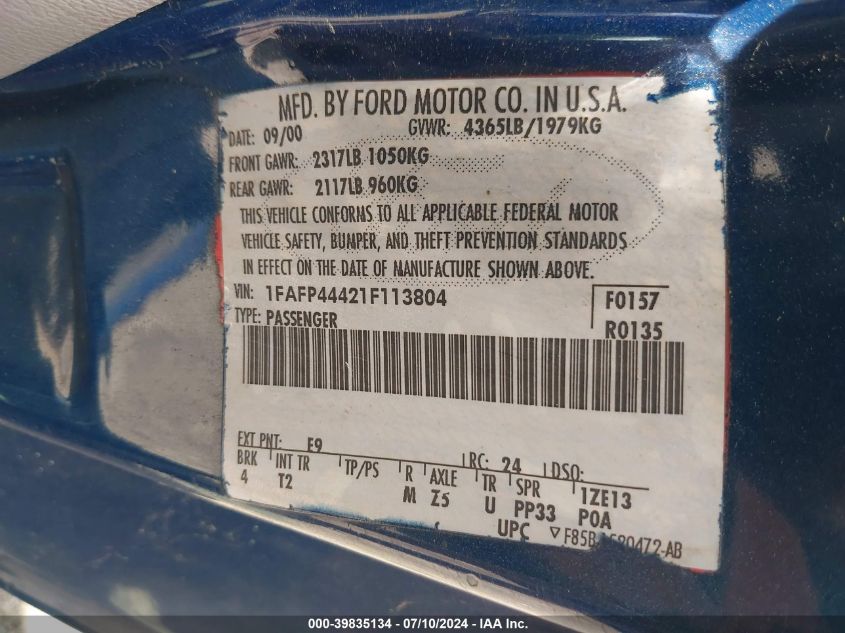 MFD. BY FORD MOTOR CO. IN U.S.A.
DATE: 09/00 GVWR: 4365LB/1979KG
FRONT GAWR: 2317LB 1050KG
REAR GAWR: 2117LB 960KG
THIS VEHICLE CONFORMS TO ALL APPLICABLE FEDERAL MOTOR
VEHICLE SAFETY, BUMPER, AND THEFT PREVENTION STANDARDS
IN EFFECT ON THE DATE OF MANUFACTURE SHOWN ABOVE.
VIN: 1FAFP44421F113804 F0157
TYPE: PASSENGER R0135
EXT PNT: E9 RC: 24 DSO:
BRK INT TR TP/PS R AXLE TR SPR 1ZE13
4 T2 M Z5 U PP33 P0A
UPC F85B
000-39835134 / 07/10/2024 / IAA Inc.